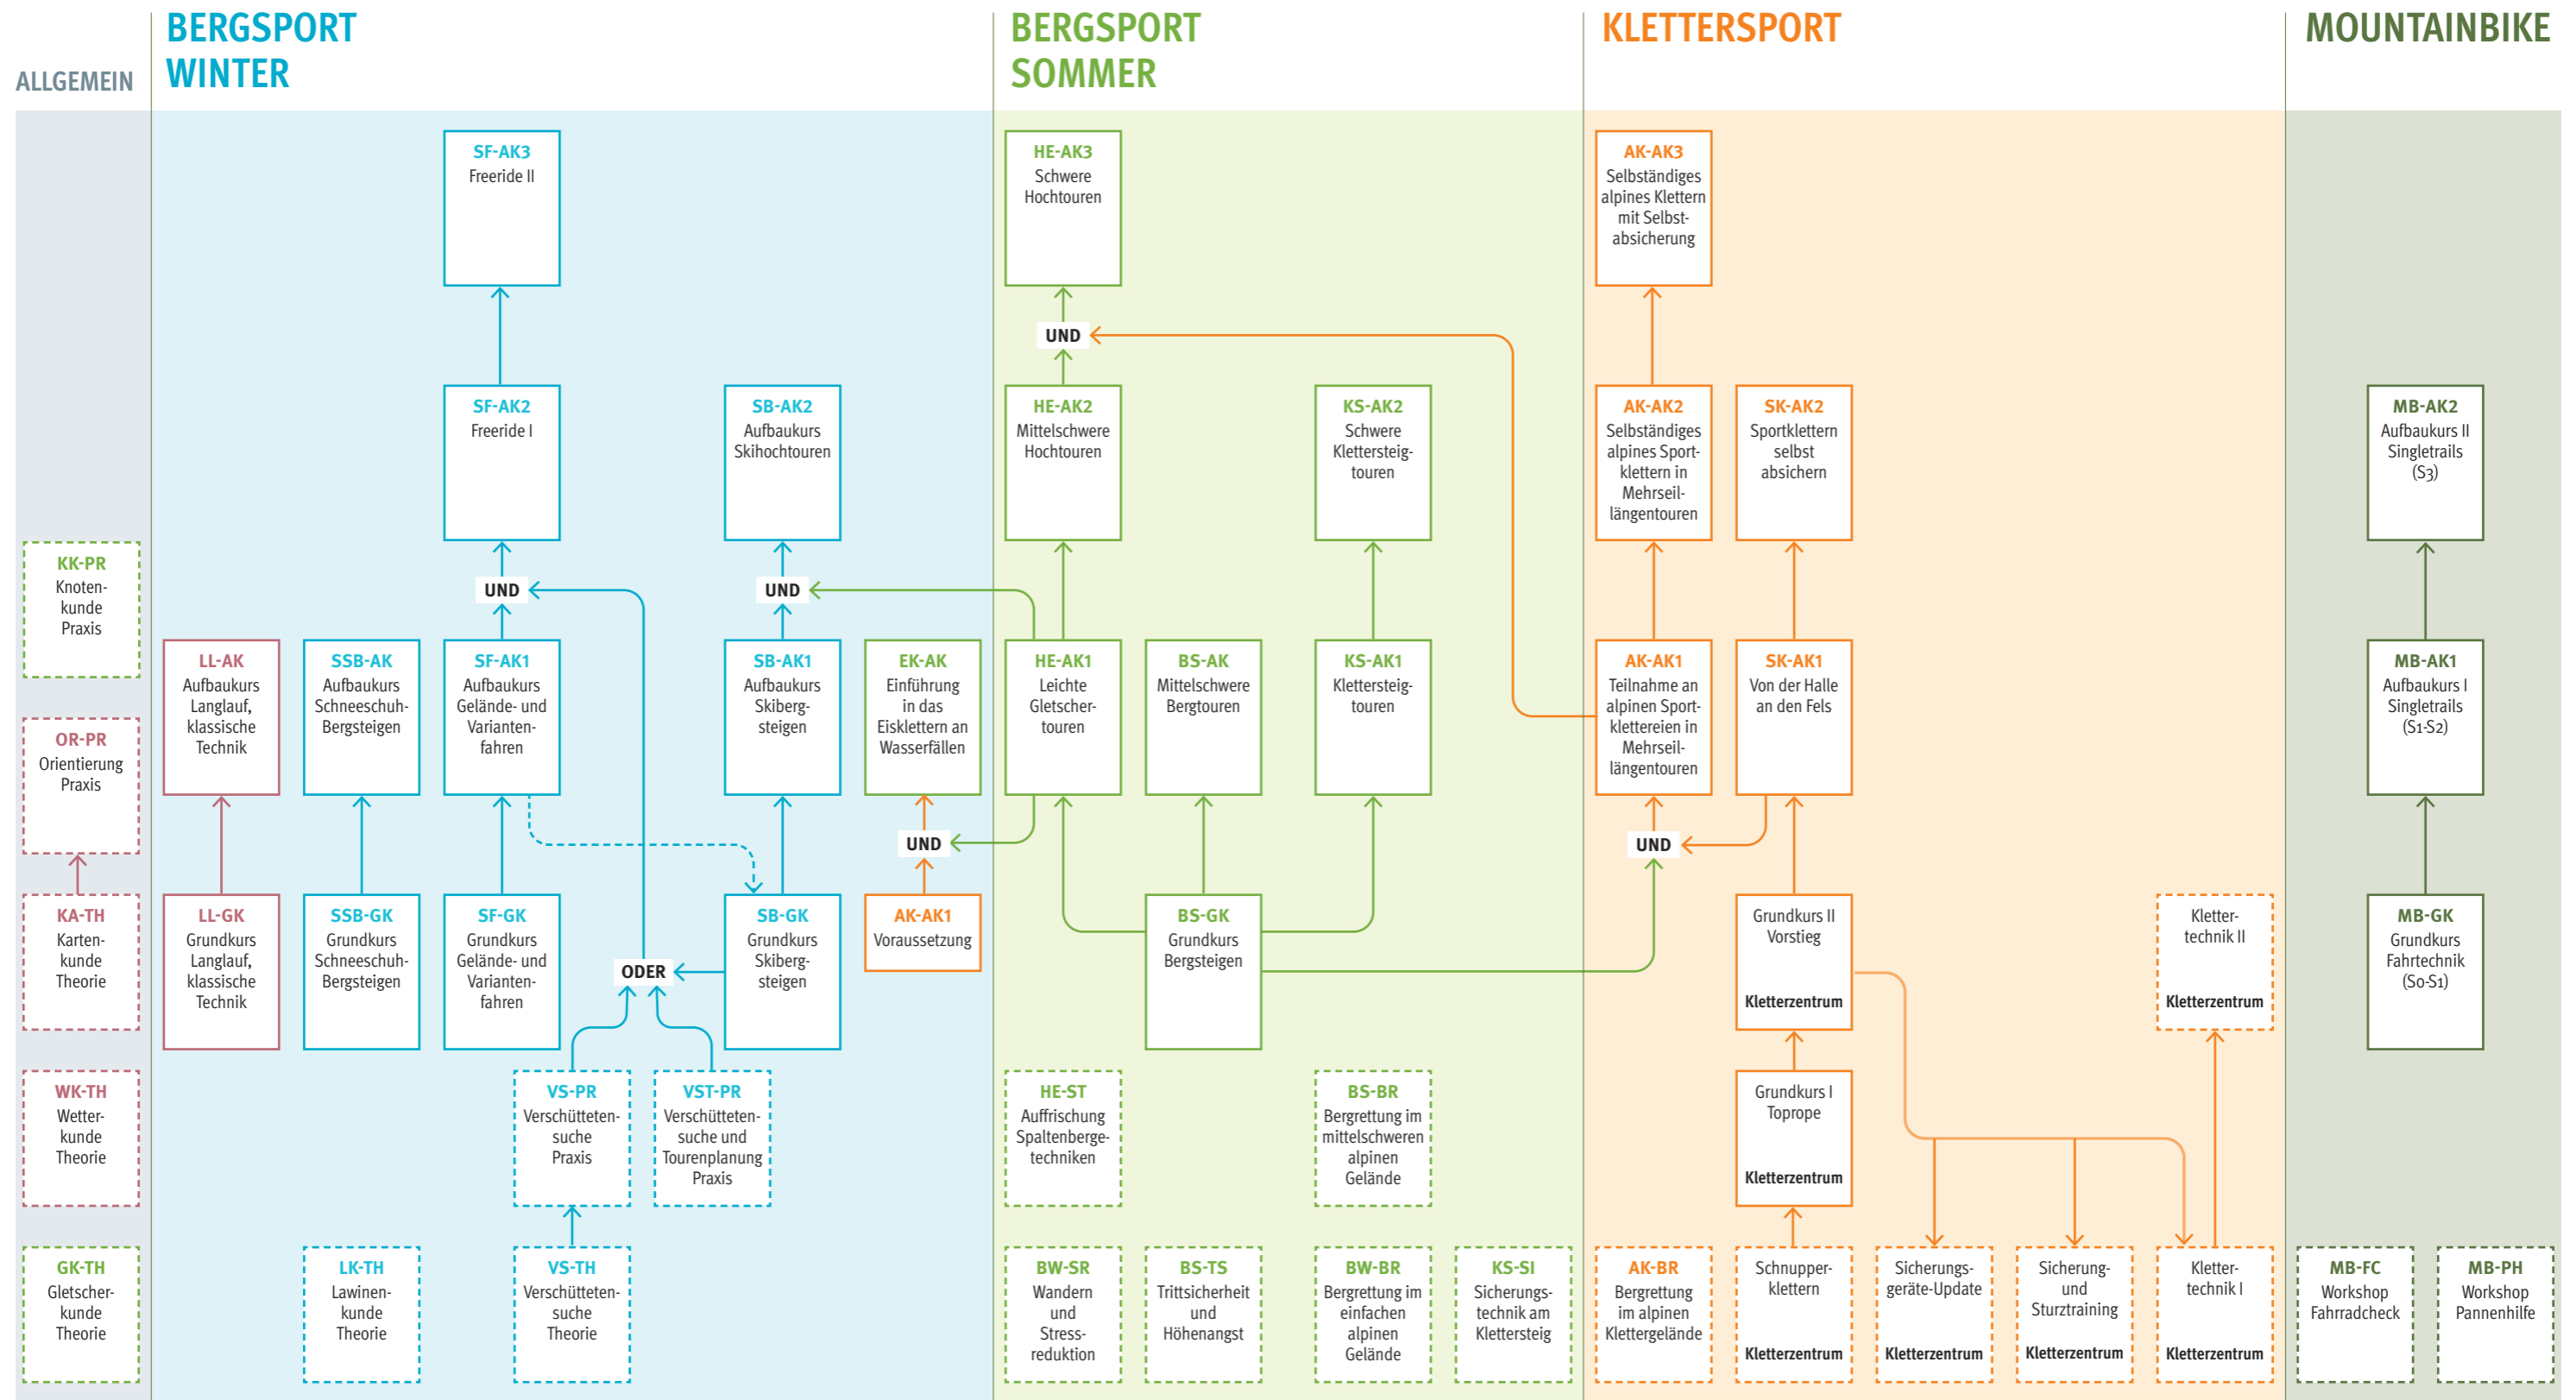 ALLGEMEIN
BERGSPORT
WINTER
BERGSPORT
SOMMER
KLETTERSPORT
MOUNTAINBIKE
KK-PR
Knoten-
kunde
Praxis
OR-PR
Orientierung
Praxis
KA-TH
Karten-
kunde
Theorie
WK-TH
Wetter-
kunde
Theorie
GK-TH
Gletscher-
kunde
Theorie
SF-AK3
Freeride II
SF-AK2
Freeride I
SB-AK2
Aufbaukurs
Skihochtouren
UND
UND
LL-AK
Aufbaukurs
Langlauf,
klassische
Technik
SSB-AK
Aufbaukurs
Schneeschuh-
Bergsteigen
SF-AK1
Aufbaukurs
Gelände- und
Varianten-
fahren
SB-AK1
Aufbaukurs
Skiberg-
steigen
EK-AK
Einführung
in das
Eisklettern an
Wasserfällen
UND
LL-GK
Grundkurs
Langlauf,
klassische
Technik
SSB-GK
Grundkurs
Schneeschuh-
Bergsteigen
SF-GK
Grundkurs
Gelände- und
Varianten-
fahren
ODER
SB-GK
Grundkurs
Skiberg-
steigen
AK-AK1
Voraussetzung
VS-PR
Verschütteten-
suche
Praxis
VST-PR
Verschütteten-
suche und
Tourenplanung
Praxis
LK-TH
Lawinen-
kunde
Theorie
VS-TH
Verschütteten-
suche
Theorie
HE-AK3
Schwere
Hochtouren
UND
HE-AK2
Mittelschwere
Hochtouren
KS-AK2
Schwere
Klettersteig-
touren
HE-AK1
Leichte
Gletscher-
touren
BS-AK
Mittelschwere
Bergtouren
KS-AK1
Klettersteig-
touren
BS-GK
Grundkurs
Bergsteigen
HE-ST
Auffrischung
Spaltenberge-
techniken
BS-BR
Bergrettung im
mittelschweren
alpinen
Gelände
BW-SR
Wandern
und
Stress-
reduktion
BS-TS
Trittsicherheit
und
Höhenangst
BW-BR
Bergrettung im
einfachen
alpinen
Gelände
KS-SI
Sicherungs-
technik am
Klettersteig
AK-AK3
Selbständiges
alpines Klettern
mit Selbst-
absicherung
AK-AK2
Selbständiges
alpines Sport-
klettern in
Mehrseil-
längentouren
SK-AK2
Sportklettern
selbst
absichern
AK-AK1
Teilnahme an
alpinen Sport-
klettereien in
Mehrseil-
längentouren
SK-AK1
Von der Halle
an den Fels
UND
Grundkurs II
Vorstieg
Kletterzentrum
Kletter-
technik II
Kletterzentrum
Grundkurs I
Toprope
Kletterzentrum
AK-BR
Bergrettung
im alpinen
Klettergelände
Schnupper-
klettern
Kletterzentrum
Sicherungs-
geräte-Update
Kletterzentrum
Sicherung-
und
Sturztraining
Kletterzentrum
Kletter-
technik I
Kletterzentrum
MB-AK2
Aufbaukurs II
Singletrails
(S3)
MB-AK1
Aufbaukurs I
Singletrails
(S1-S2)
MB-GK
Grundkurs
Fahrtechnik
(S0-S1)
MB-FC
Workshop
Fahrradcheck
MB-PH
Workshop
Pannenhilfe